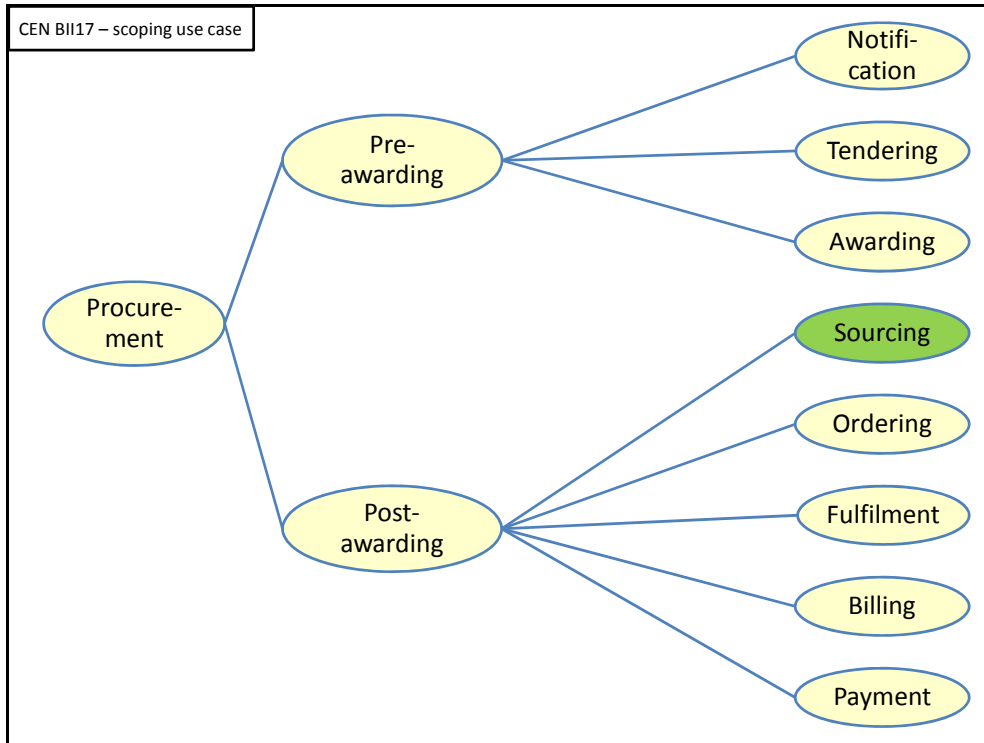 CEN BII17 – scoping use case
Notifi-
cation
Pre-
awarding
Tendering
Awarding
Procure-
ment
Sourcing
Ordering
Post-
awarding
Fulfilment
Billing
Payment